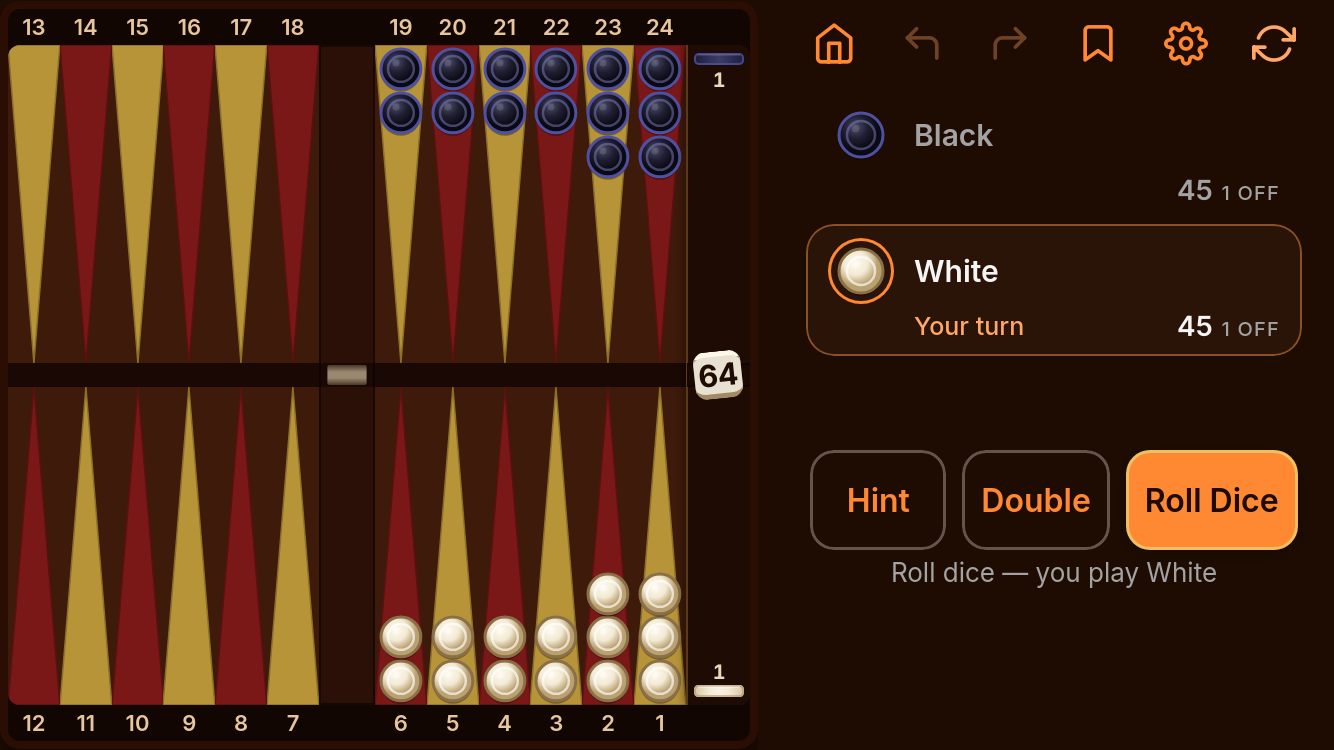 13 14 15 16 17 18 19 20 21 22 23 24
1
Black
45 1 OFF
White
Your turn 45 1 OFF
64
Hint Double Roll Dice
Roll dice — you play White
1
12 11 10 9 8 7 6 5 4 3 2 1